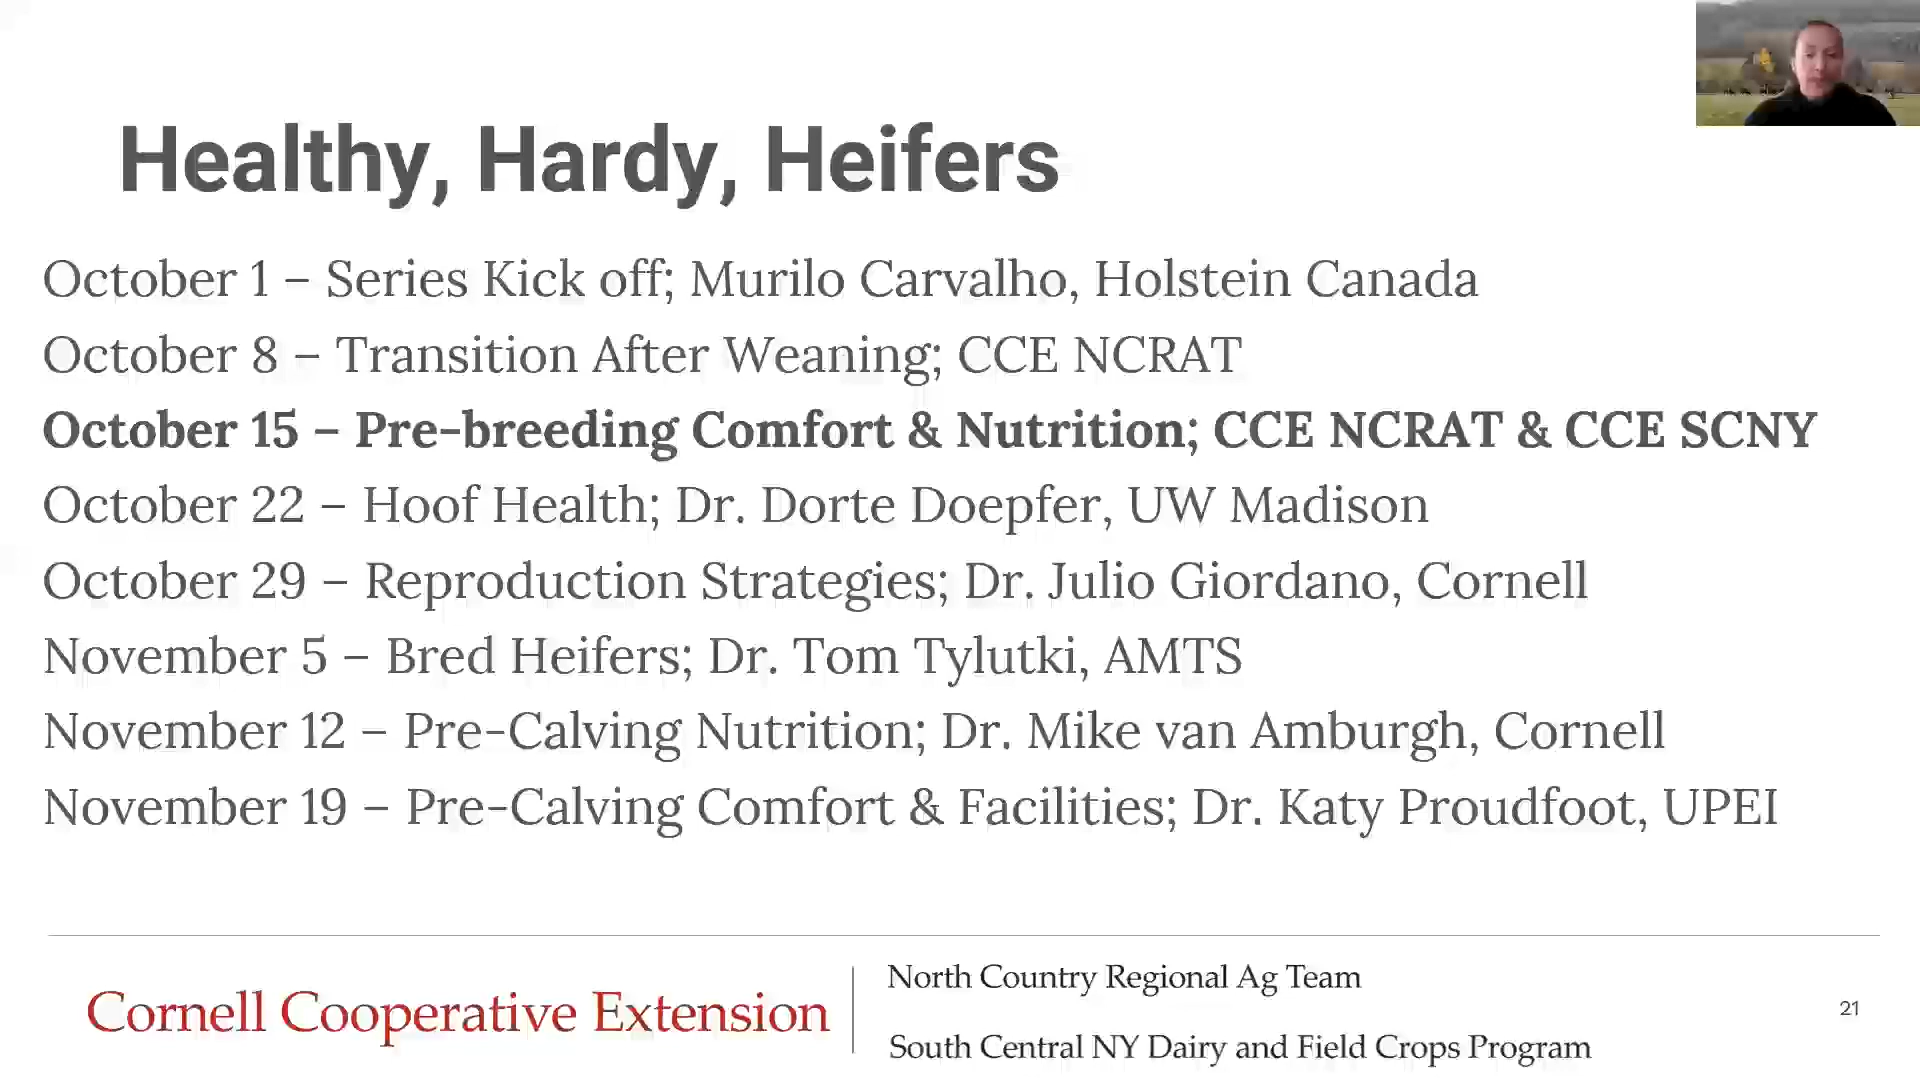 Healthy, Hardy, Heifers
October 1 – Series Kick off; Murilo Carvalho, Holstein Canada
October 8 – Transition After Weaning; CCE NCRAT
October 15 – Pre-breeding Comfort & Nutrition; CCE NCRAT & CCE SCNY
October 22 – Hoof Health; Dr. Dorte Doepfer, UW Madison
October 29 – Reproduction Strategies; Dr. Julio Giordano, Cornell
November 5 – Bred Heifers; Dr. Tom Tylutki, AMTS
November 12 – Pre-Calving Nutrition; Dr. Mike van Amburgh, Cornell
November 19 – Pre-Calving Comfort & Facilities; Dr. Katy Proudfoot, UPEI
Cornell Cooperative Extension
North Country Regional Ag Team
South Central NY Dairy and Field Crops Program
21